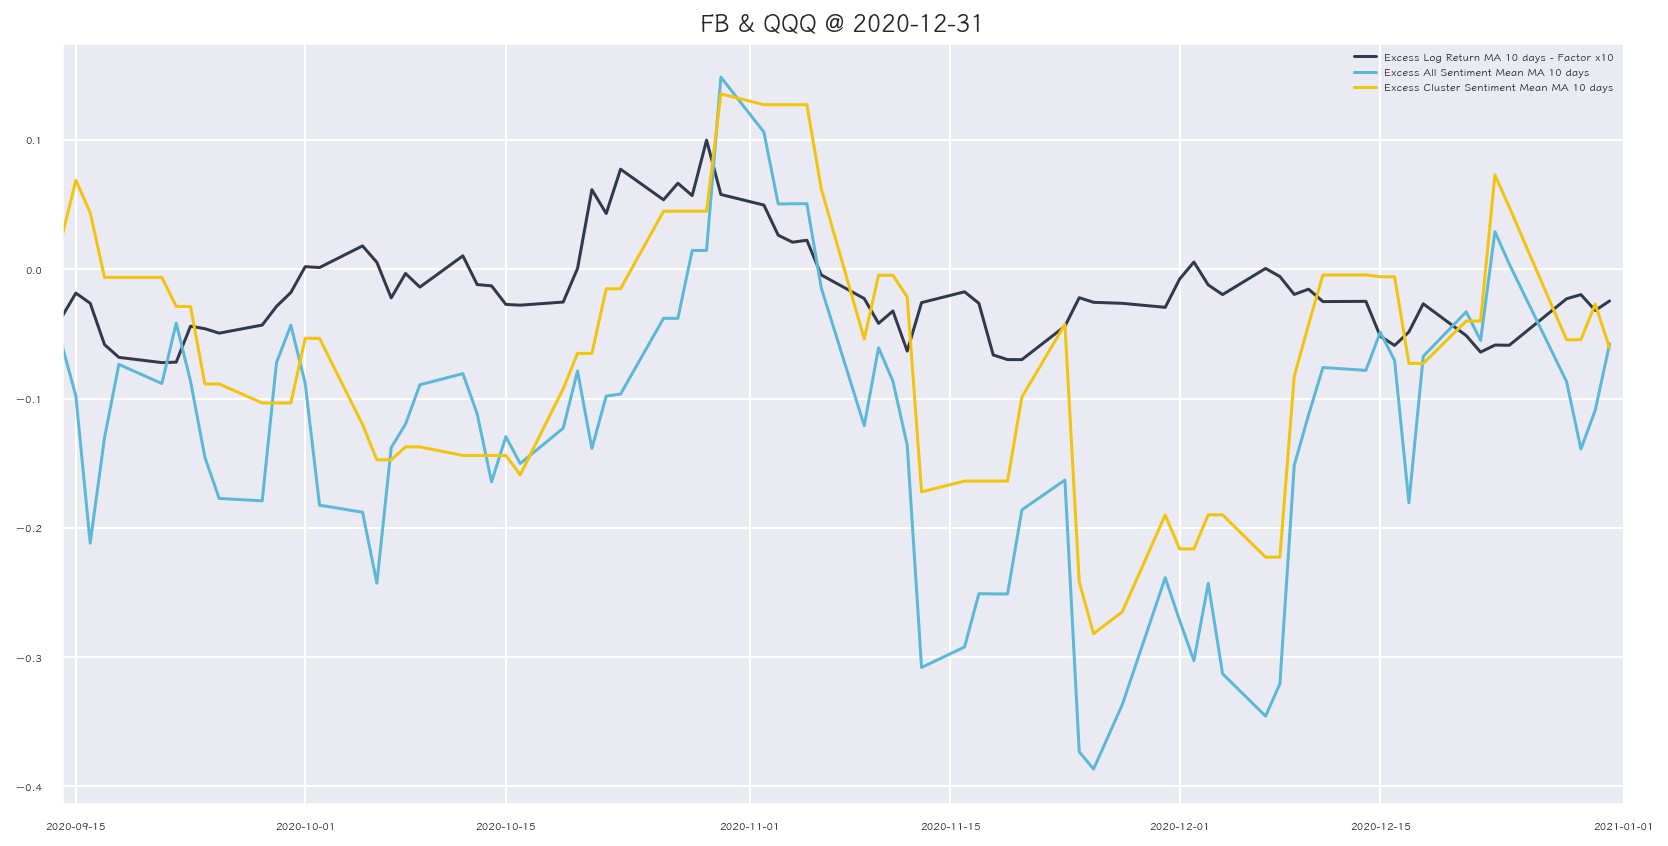 FB & QQQ @ 2020-12-31
Excess Log Return MA 10 days - Factor x10
Excess All Sentiment Mean MA 10 days
Excess Cluster Sentiment Mean MA 10 days
0.1
0.0
−0.1
−0.2
−0.3
−0.4
2020-09-15 2020-10-01 2020-10-15 2020-11-01 2020-11-15 2020-12-01 2020-12-15 2021-01-01